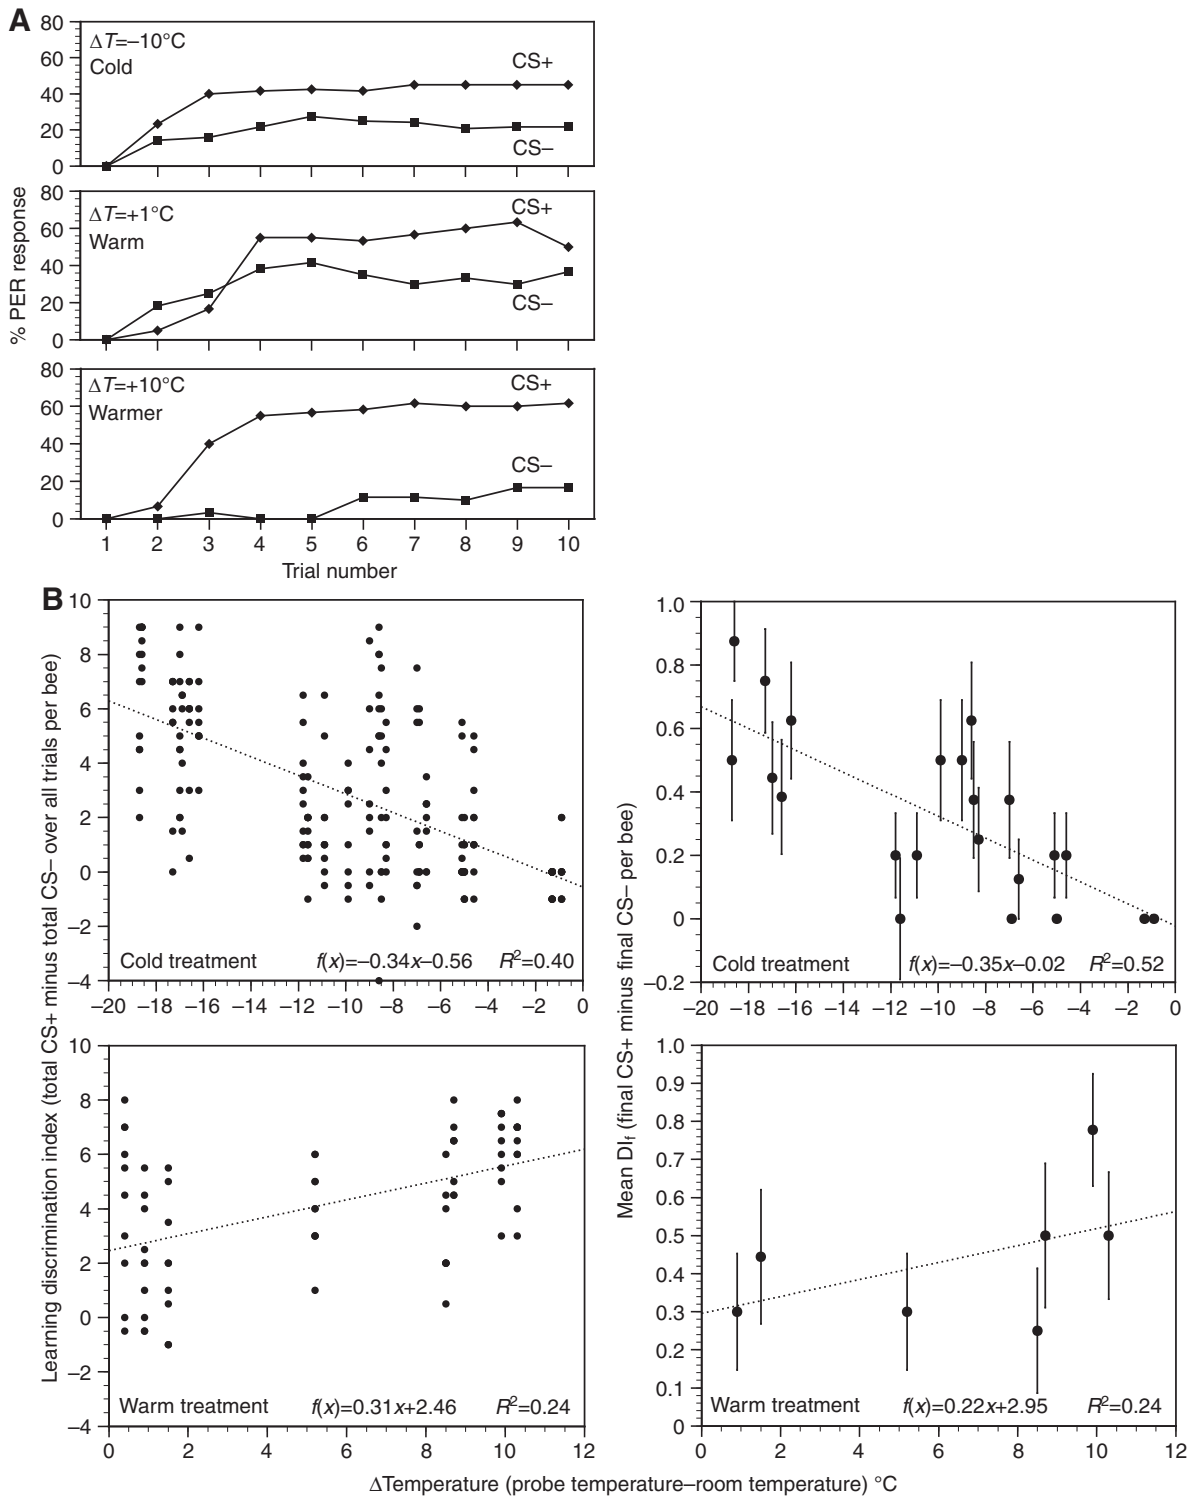 A
ΔT=–10°C
Cold
CS+
CS–
80
60
40
20
0
ΔT=+1°C
Warm
CS+
CS–
80
60
40
20
0
ΔT=+10°C
Warmer
CS+
CS–
80
60
40
20
0
% PER response
1 2 3 4 5 6 7 8 9 10
Trial number
B
10
8
6
4
2
0
–2
–4
Cold treatment f(x)=–0.34x–0.56 R²=0.40
–20 –18 –16 –14 –12 –10 –8 –6 –4 –2 0
1.0
0.8
0.6
0.4
0.2
0
–0.2
Cold treatment f(x)=–0.35x–0.02 R²=0.52
–20 –18 –16 –14 –12 –10 –8 –6 –4 –2 0
Learning discrimination index (total CS+ minus total CS– over all trials per bee)
10
8
6
4
2
0
–2
–4
Warm treatment f(x)=0.31x+2.46 R²=0.24
0 2 4 6 8 10 12
Mean DIf (final CS+ minus final CS– per bee)
1.0
0.9
0.8
0.7
0.6
0.5
0.4
0.3
0.2
0.1
0
Warm treatment f(x)=0.22x+2.95 R²=0.24
0 2 4 6 8 10 12
ΔTemperature (probe temperature–room temperature) °C